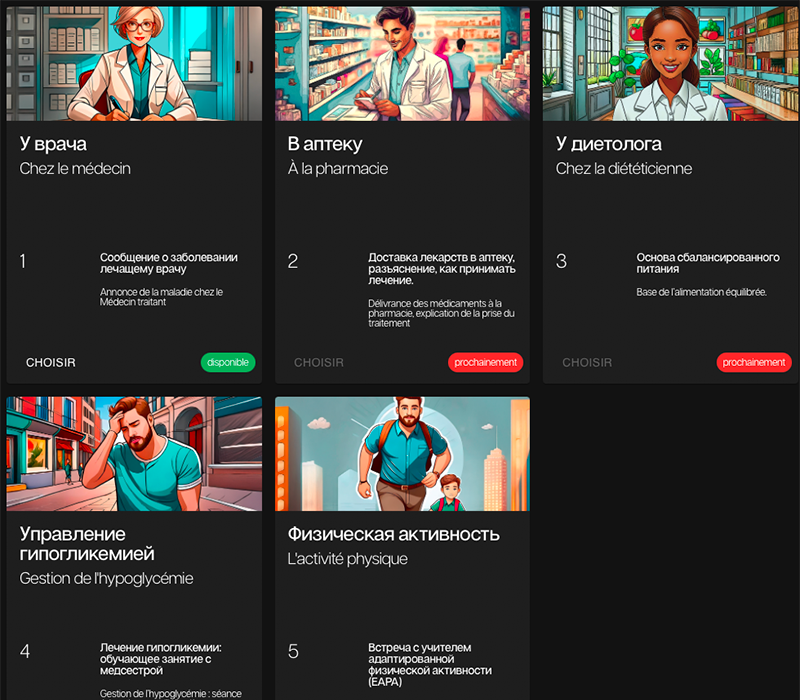 У врача
Chez le médecin
1
Сообщение о заболевании
лечащему врачу
Annonce de la maladie chez le
Médecin traitant
CHOISIR
disponible
В аптеку
À la pharmacie
2
Доставка лекарств в аптеку,
разъяснение, как принимать
лечение.
Délivrance des médicaments à la
pharmacie, explication de la prise du
traitement
CHOISIR
prochainement
У диетолога
Chez la diététicienne
3
Основа сбалансированного
питания
Base de l'alimentation équilibrée.
CHOISIR
prochainement
Управление
гипогликемией
Gestion de l'hypoglycémie
4
Лечение гипогликемии:
обучающее занятие с
медсестрой
Gestion de l'hypoglycémie : séance
Физическая активность
L'activité physique
5
Встреча с учителем
адаптированной
физической активности
(EAPA)